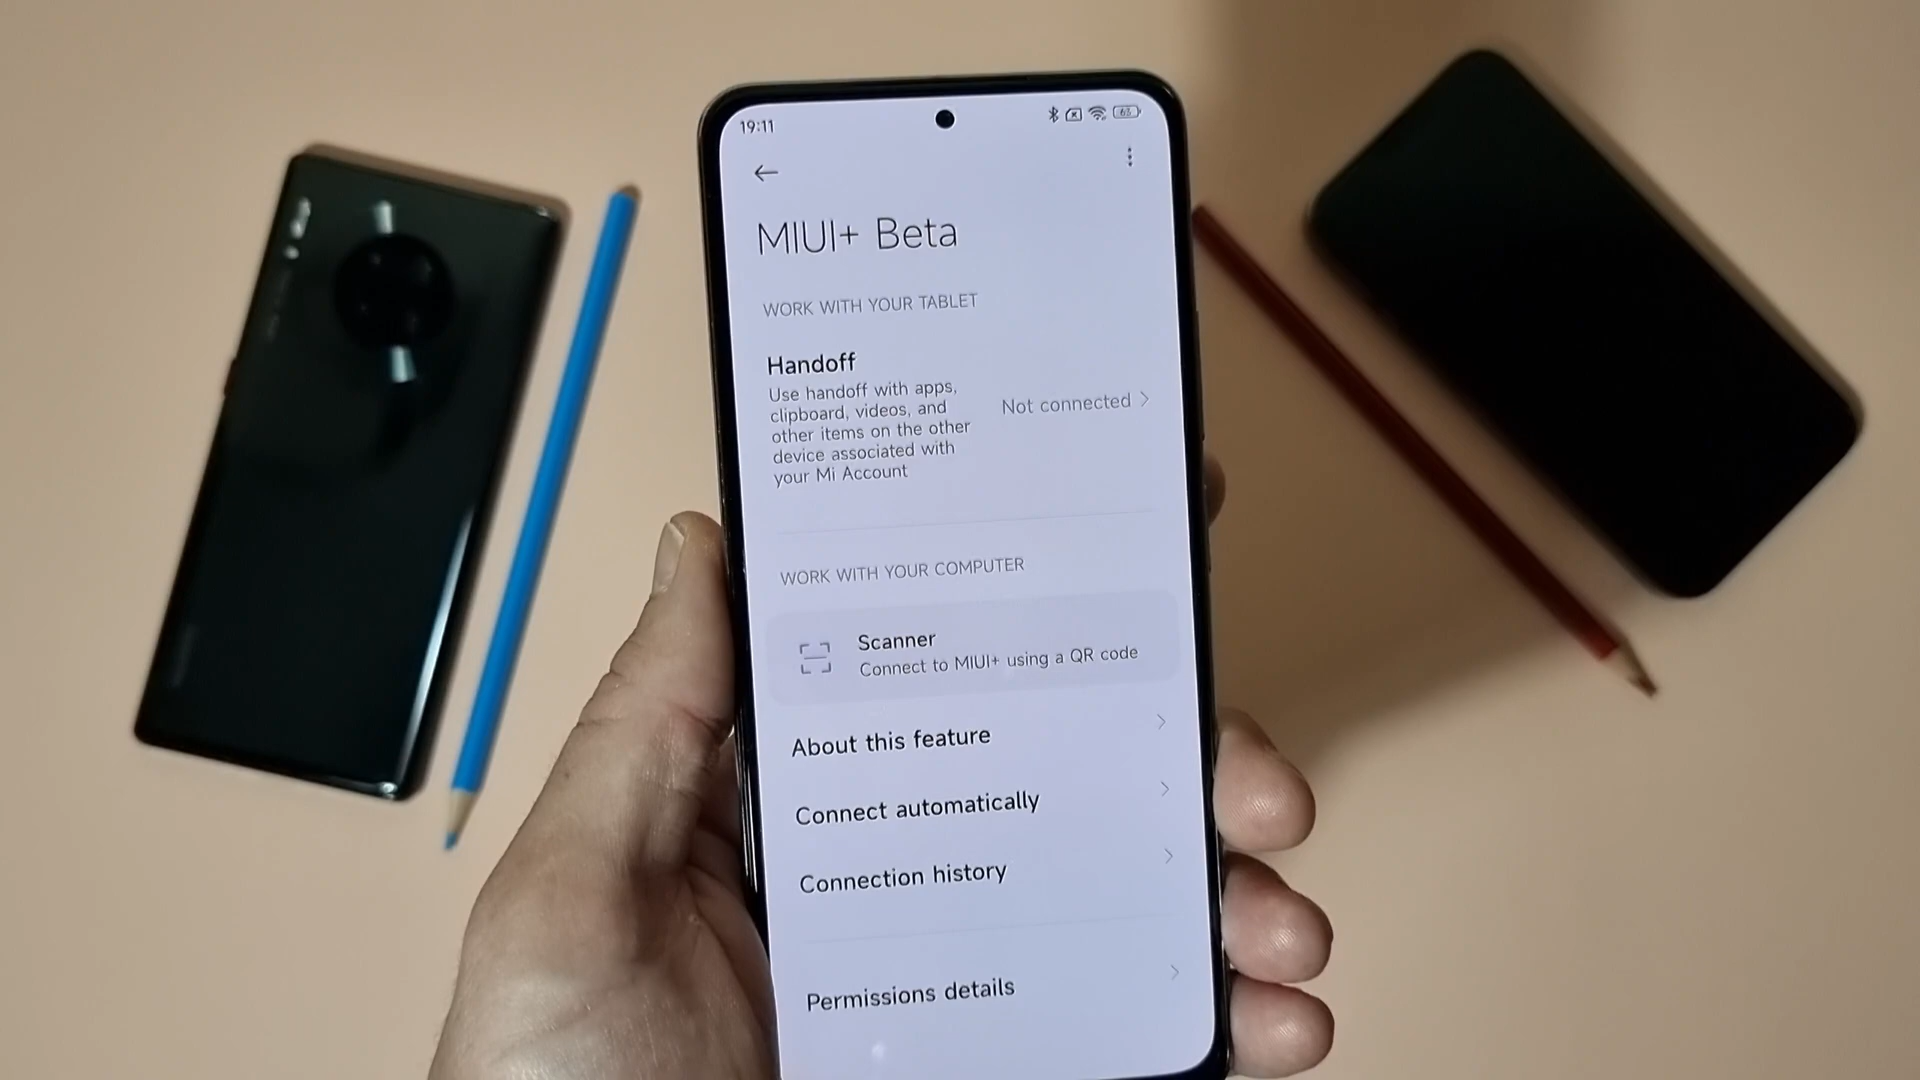 19:11
MIUI+ Beta
WORK WITH YOUR TABLET
Handoff
Use handoff with apps,
clipboard, videos, and
other items on the other
device associated with
your Mi Account
Not connected
WORK WITH YOUR COMPUTER
Scanner
Connect to MIUI+ using a QR code
About this feature
Connect automatically
Connection history
Permissions details